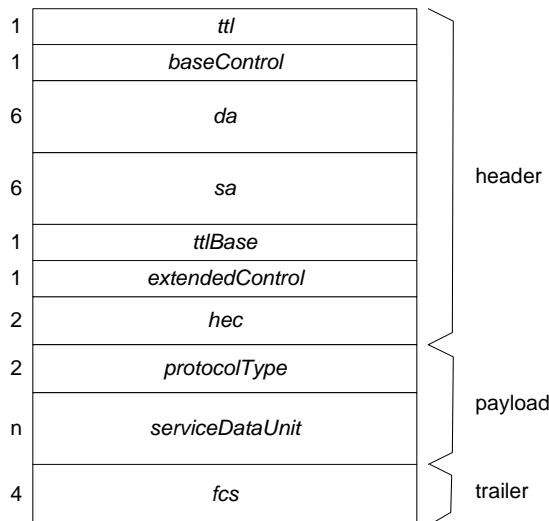 1 ttl
1 baseControl
6 da
6 sa
header
1 ttlBase
1 extendedControl
2 hec
2 protocolType
payload
n serviceDataUnit
4 fcs
trailer